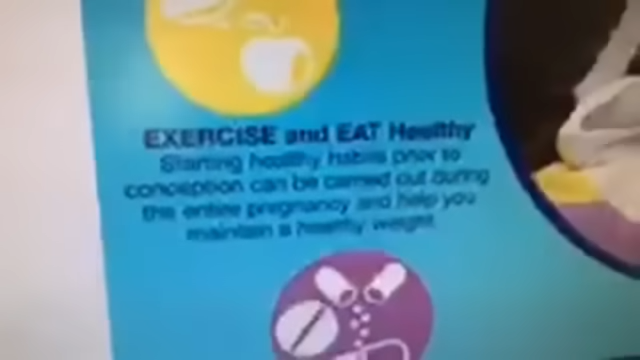 EXERCISE and EAT Healthy
Starting healthy habits prior to
conception can be carried out during
the entire pregnancy and help you
maintain a healthy weight